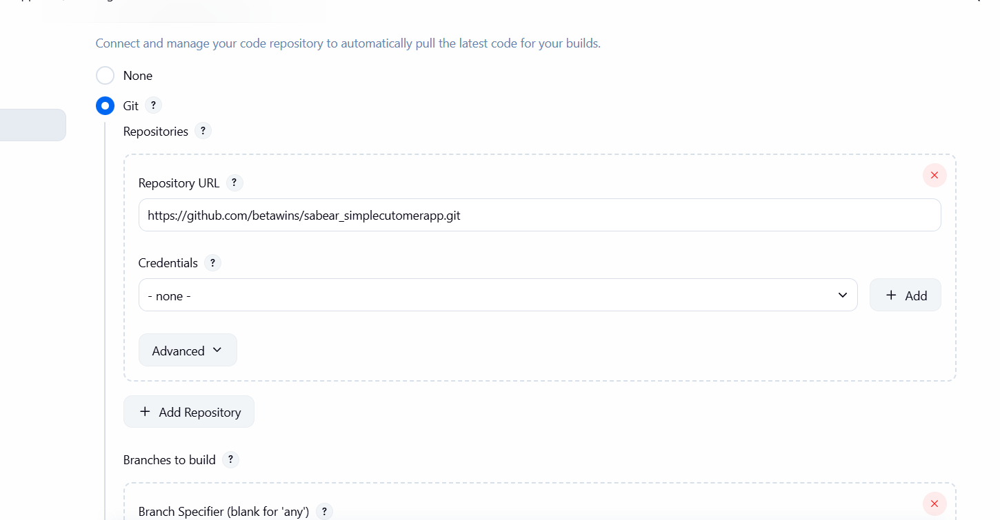 Connect and manage your code repository to automatically pull the latest code for your builds.
None
Git ?
Repositories ?
Repository URL ?
https://github.com/betawins/sabear_simplecutomerapp.git
Credentials ?
- none -
+ Add
Advanced
+ Add Repository
Branches to build ?
Branch Specifier (blank for 'any') ?